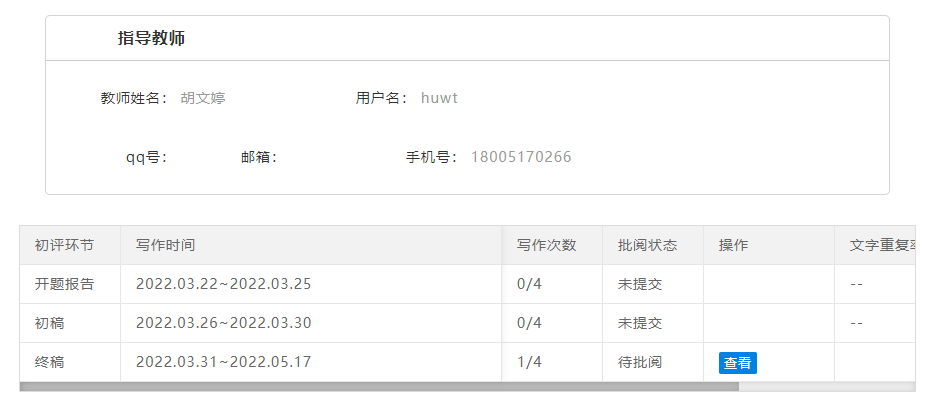 指导教师
教师姓名： 胡文婷 用户名： huwt
qq号： 邮箱： 手机号： 18005170266
初评环节 写作时间 写作次数 批阅状态 操作 文字重复率
开题报告 2022.03.22~2022.03.25 0/4 未提交 --
初稿 2022.03.26~2022.03.30 0/4 未提交 --
终稿 2022.03.31~2022.05.17 1/4 待批阅 查看